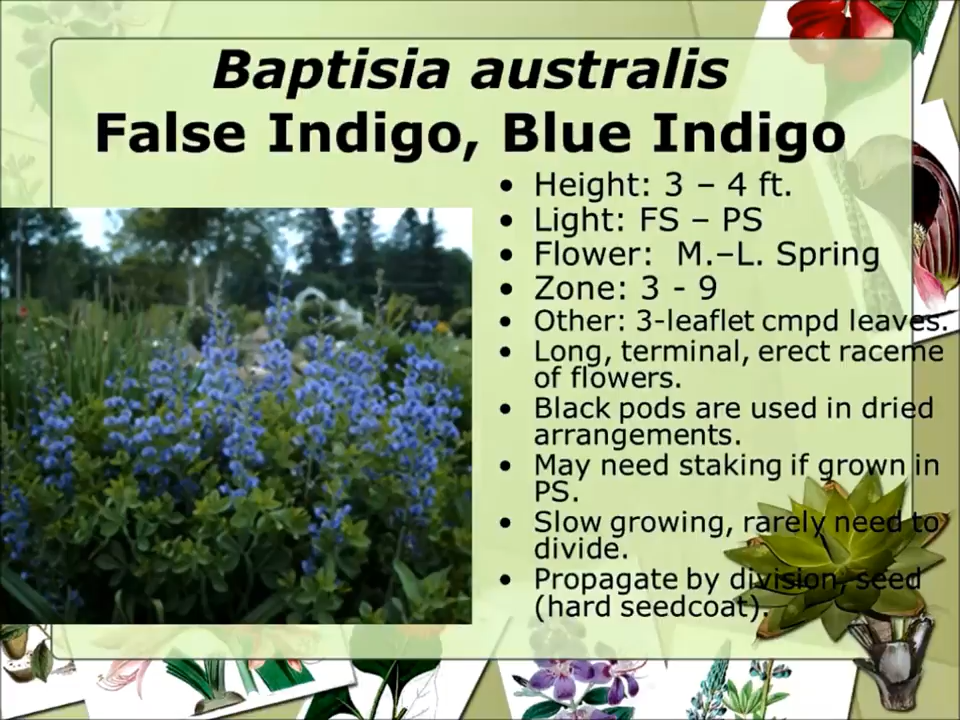 Baptisia australis
False Indigo, Blue Indigo
• Height: 3 – 4 ft.
• Light: FS – PS
• Flower:  M.–L. Spring
• Zone: 3 - 9
• Other: 3-leaflet cmpd leaves.
• Long, terminal, erect raceme
of flowers.
• Black pods are used in dried
arrangements.
• May need staking if grown in
PS.
• Slow growing, rarely need to
divide.
• Propagate by division, seed
(hard seedcoat).